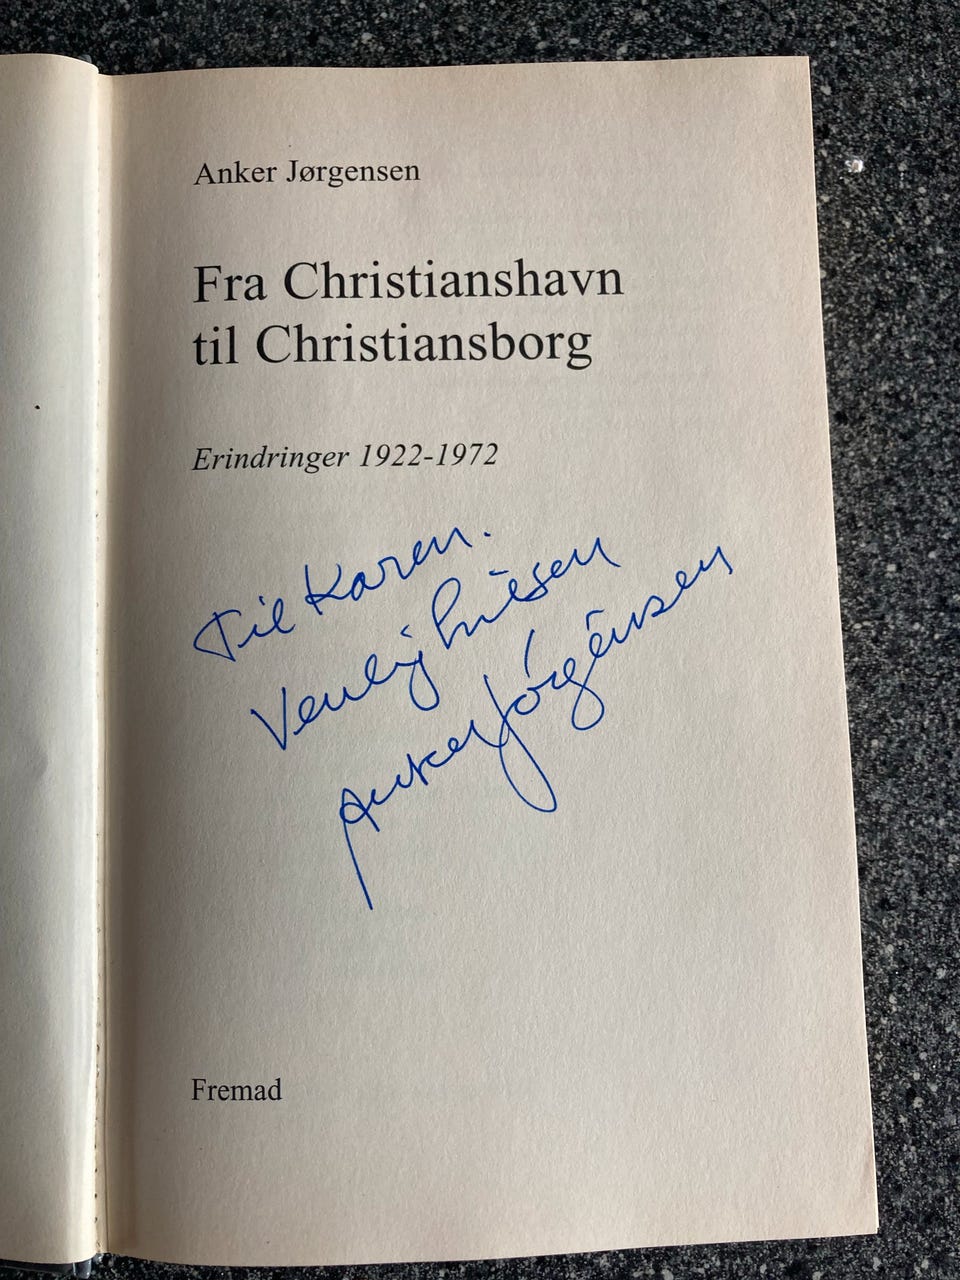 Anker Jørgensen
Fra Christianshavn
til Christiansborg
Erindringer 1922-1972
Til Karen.
Venlig hilsen
Anker Jørgensen
Fremad